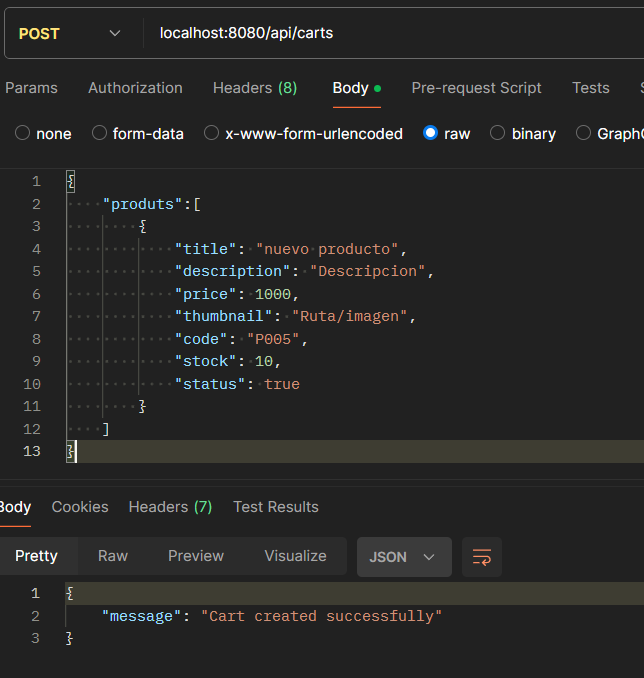 POST localhost:8080/api/carts
Params Authorization Headers (8) Body Pre-request Script Tests S
none form-data x-www-form-urlencoded raw binary GraphQ
1 {
2 "produts":[
3 {
4 "title": "nuevo producto",
5 "description": "Descripcion",
6 "price": 1000,
7 "thumbnail": "Ruta/imagen",
8 "code": "P005",
9 "stock": 10,
10 "status": true
11 }
12 ]
13 }
Body Cookies Headers (7) Test Results
Pretty Raw Preview Visualize JSON
1 {
2 "message": "Cart created successfully"
3 }